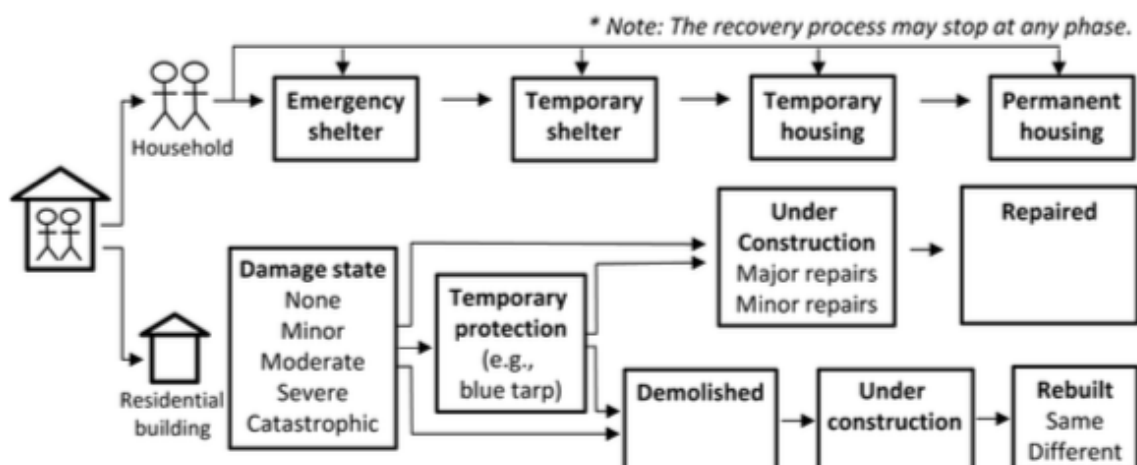 * Note: The recovery process may stop at any phase.
Emergency
shelter
Temporary
shelter
Temporary
housing
Permanent
housing
Household
Under
Construction
Major repairs
Minor repairs
Repaired
Damage state
None
Minor
Moderate
Severe
Catastrophic
Temporary
protection
(e.g.,
blue tarp)
Residential
building
Demolished
Under
construction
Rebuilt
Same
Different